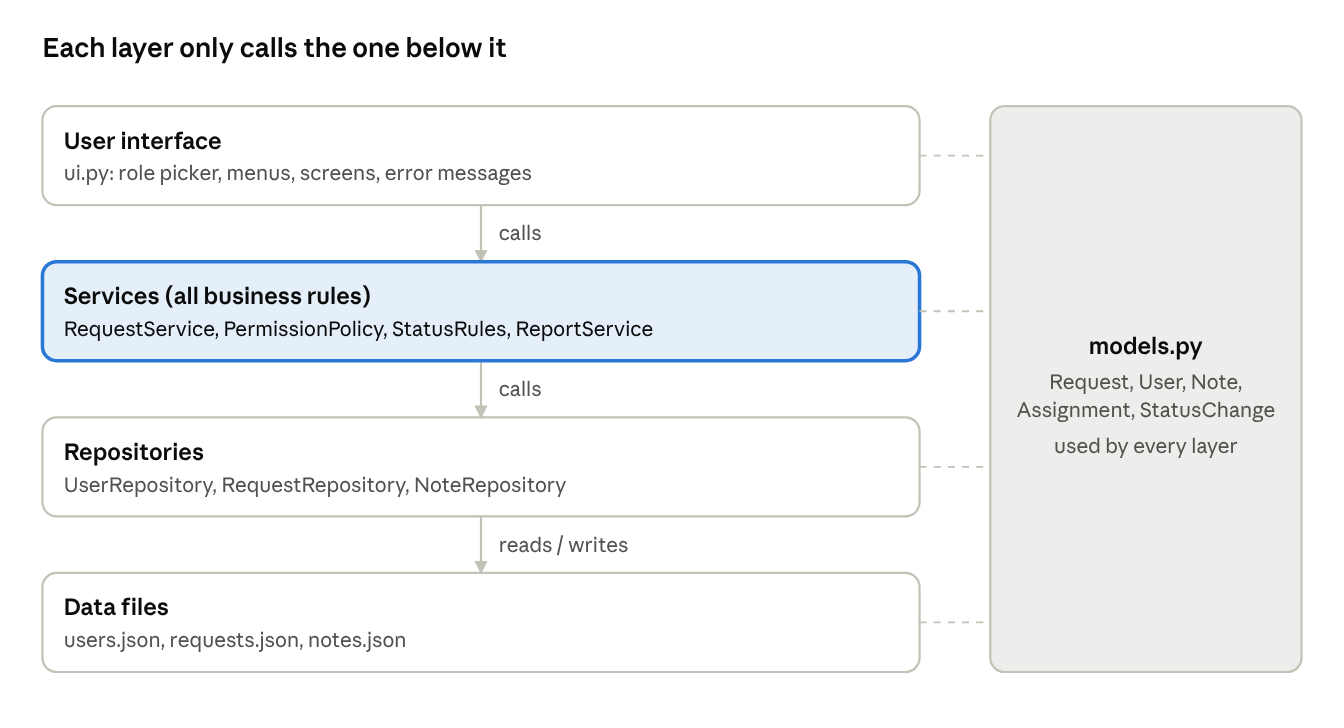 Each layer only calls the one below it
User interface
ui.py: role picker, menus, screens, error messages
calls
Services (all business rules)
RequestService, PermissionPolicy, StatusRules, ReportService
calls
Repositories
UserRepository, RequestRepository, NoteRepository
reads / writes
Data files
users.json, requests.json, notes.json
models.py
Request, User, Note,
Assignment, StatusChange
used by every layer